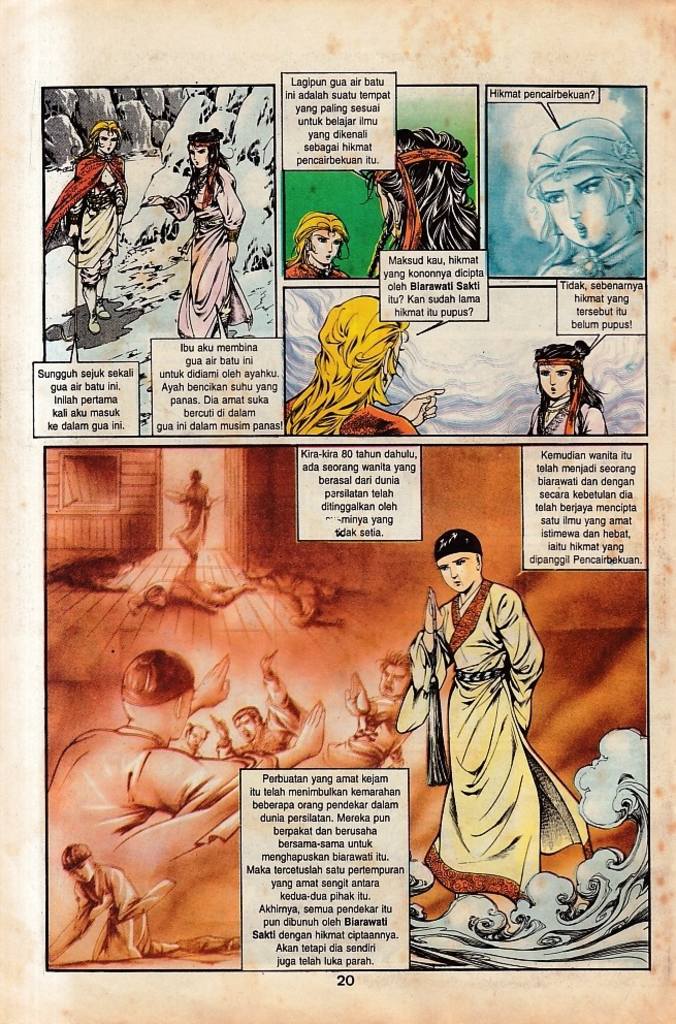 Sungguh sejuk sekali
gua air batu ini.
Inilah pertama
kali aku masuk
ke dalam gua ini.
Ibu aku membina
gua air batu ini
untuk didiami oleh ayahku.
Ayah bencikan suhu yang
panas. Dia amat suka
bercuti di dalam
gua ini dalam musim panas!
Lagipun gua air batu
ini adalah suatu tempat
yang paling sesuai
untuk belajar ilmu
yang dikenali
sebagai hikmat
pencairbekuan itu.
Hikmat pencairbekuan?
Maksud kau, hikmat
yang kononnya dicipta
oleh Biarawati Sakti
itu? Kan sudah lama
hikmat itu pupus?
Tidak, sebenarnya
hikmat yang
tersebut itu
belum pupus!
Kira-kira 80 tahun dahulu,
ada seorang wanita yang
berasal dari dunia
persilatan telah
ditinggalkan oleh
yang
tidak setia.
Kemudian wanita itu
telah menjadi seorang
biarawati dan dengan
secara kebetulan dia
telah berjaya mencipta
satu ilmu yang amat
istimewa dan hebat,
iaitu hikmat yang
dipanggil Pencairbekuan.
Perbuatan yang amat kejam
itu telah menimbulkan kemarahan
beberapa orang pendekar dalam
dunia persilatan. Mereka pun
berpakat dan berusaha
bersama-sama untuk
menghapuskan biarawati itu.
Maka tercetuslah satu pertempuran
yang amat sengit antara
kedua-dua pihak itu.
Akhirnya, semua pendekar itu
pun dibunuh oleh Biarawati
Sakti dengan hikmat ciptaannya.
Akan tetapi dia sendiri
juga telah luka parah.
20